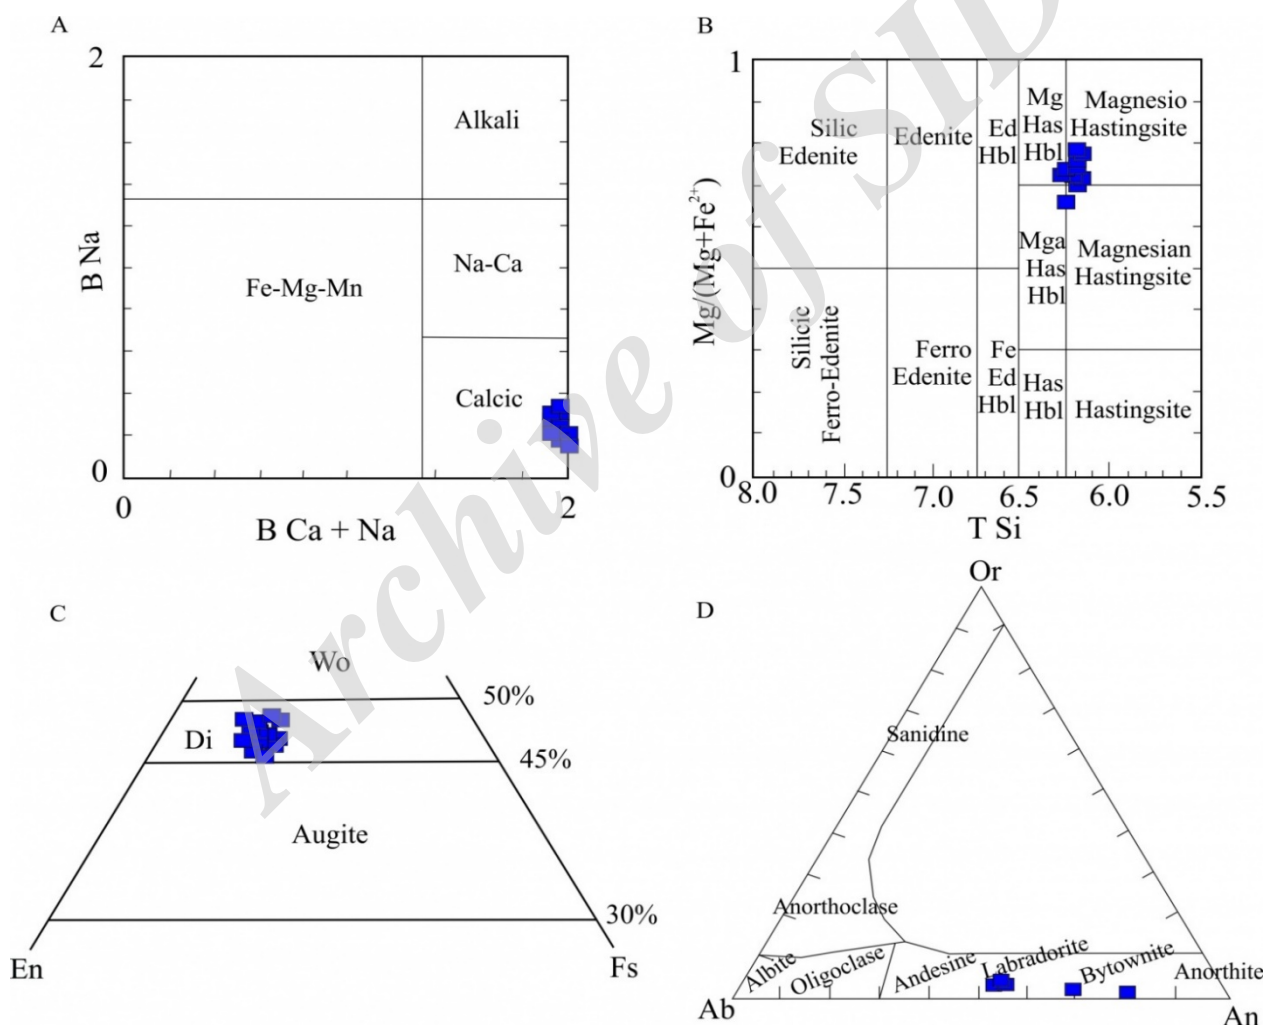 A
2
Alkali
B Na
Na-Ca
Fe-Mg-Mn
Calcic
0
0
2
B Ca + Na
B
1
Silic
Edenite
Edenite
Ed
Hbl
Mg
Has
Hbl
Magnesio
Hastingsite
Mg/(Mg+Fe²⁺)
Mga
Has
Hbl
Magnesian
Hastingsite
Silicic
Ferro-Edenite
Ferro
Edenite
Fe
Ed
Hbl
Has
Hbl
Hastingsite
0
8.0
7.5
7.0
6.5
6.0
5.5
T Si
C
Wo
50%
Di
45%
Augite
30%
En
Fs
D
Or
Sanidine
Anorthoclase
Albite
Oligoclase
Andesine
Labradorite
Bytownite
Anorthite
Ab
An
Archive of SID